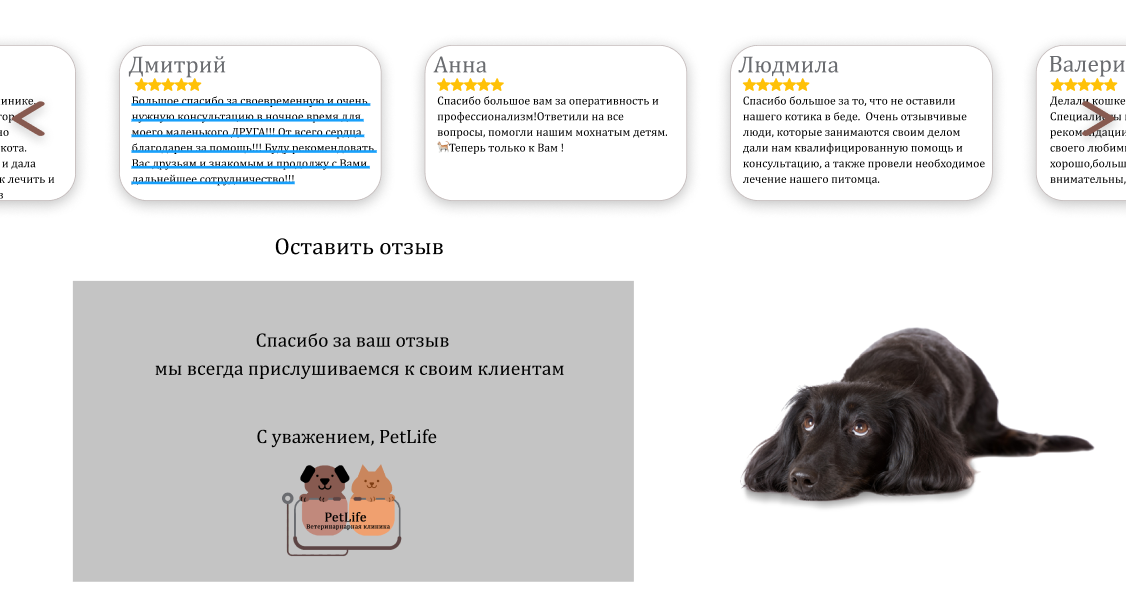 инике.
тор
но
кота.
и дала
к лечить и
в
Дмитрий
Большое спасибо за своевременную и очень
нужную консультацию в ночное время для
моего маленького ДРУГА!!! От всего сердца
благодарен за помощь!!! Буду рекомендовать
Вас друзьям и знакомым и продолжу с Вами
дальнейшее сотрудничество!!!
Анна
Спасибо большое вам за оперативность и
профессионализм!Ответили на все
вопросы, помогли нашим мохнатым детям.
Теперь только к Вам !
Людмила
Спасибо большое за то, что не оставили
нашего котика в беде.  Очень отзывчивые
люди, которые занимаются своим делом
дали нам квалифицированную помощь и
консультацию, а также провели необходимое
лечение нашего питомца.
Валери
Делали кошке
Специалисты
рекомендации
своего любим
хорошо,больш
внимательны,
Оставить отзыв
Спасибо за ваш отзыв
мы всегда прислушиваемся к своим клиентам
С уважением, PetLife
PetLife
Ветеринарнарная клиника